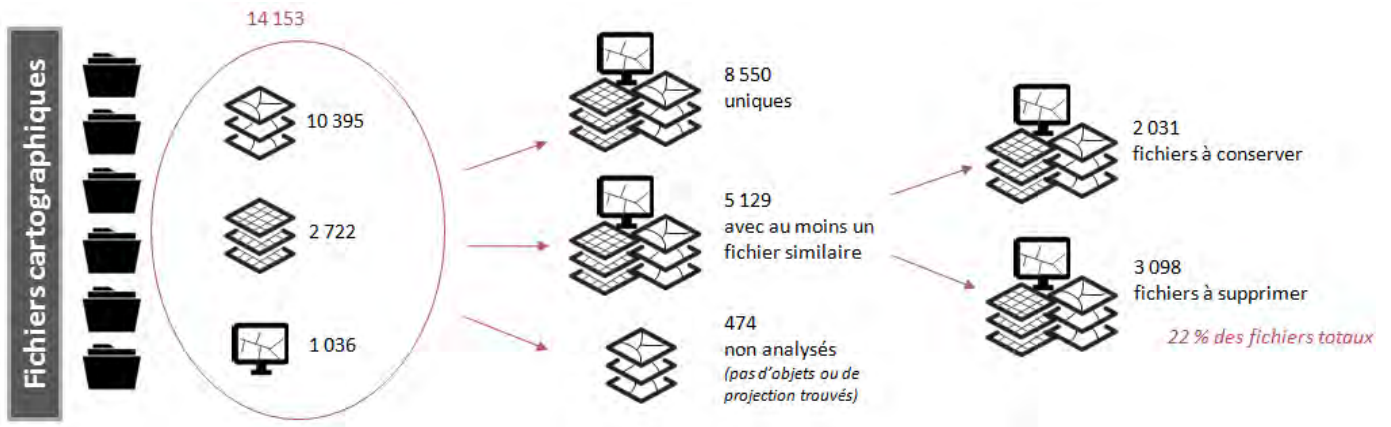 Fichiers cartographiques
14 153
10 395
2 722
1 036
8 550
uniques
5 129
avec au moins un
fichier similaire
474
non analysés
(pas d'objets ou de
projection trouvés)
2 031
fichiers à conserver
3 098
fichiers à supprimer
22 % des fichiers totaux